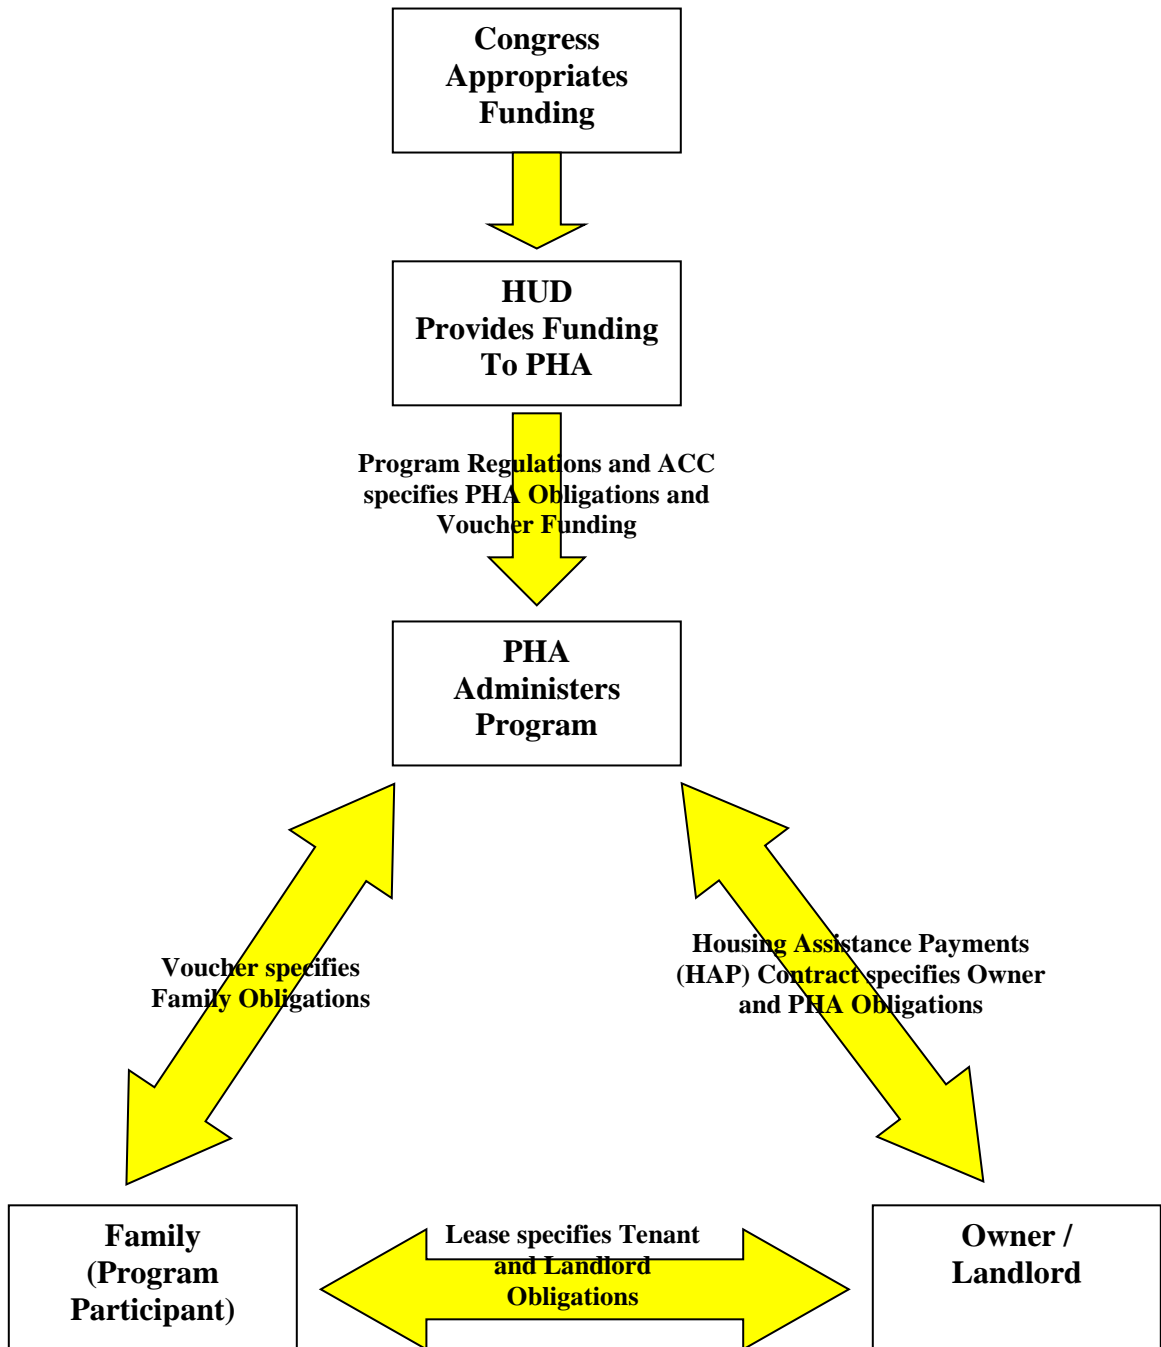 Congress
Appropriates
Funding
HUD
Provides Funding
To PHA
Program Regulations and ACC
specifies PHA Obligations and
Voucher Funding
PHA
Administers
Program
Voucher specifies
Family Obligations
Housing Assistance Payments
(HAP) Contract specifies Owner
and PHA Obligations
Family
(Program
Participant)
Lease specifies Tenant
and Landlord
Obligations
Owner /
Landlord